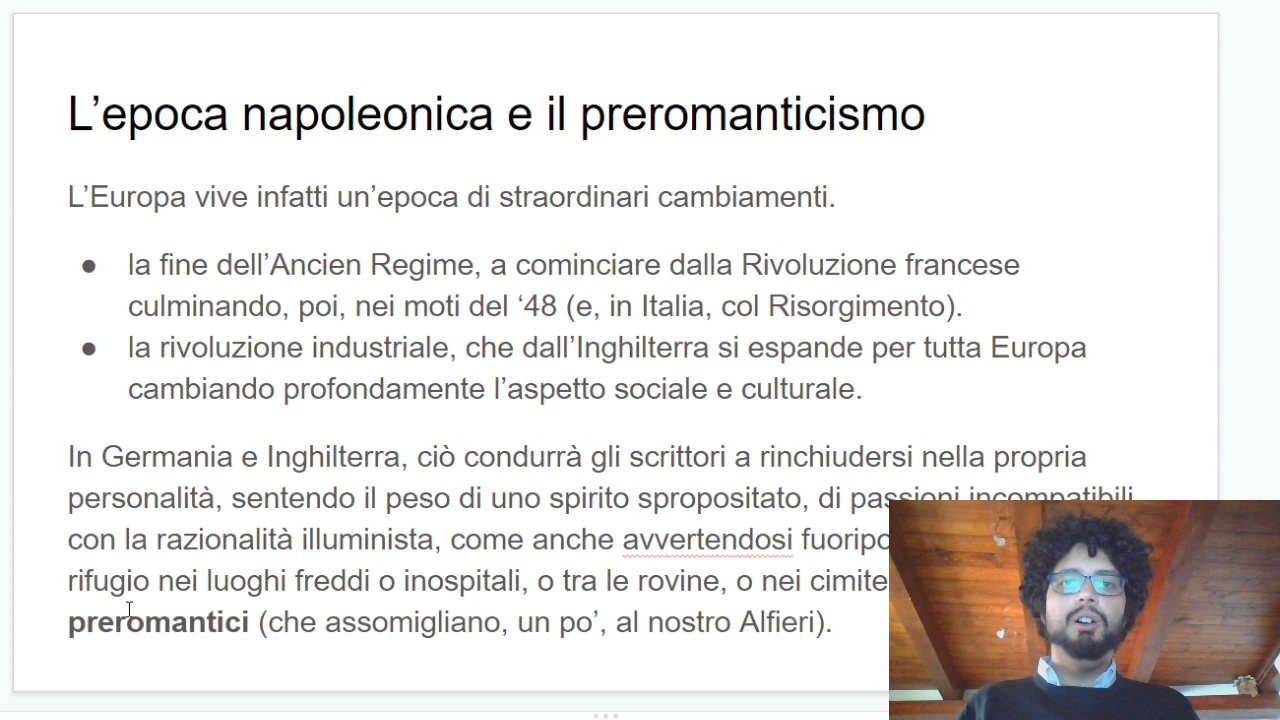 L’epoca napoleonica e il preromanticismo
L’Europa vive infatti un’epoca di straordinari cambiamenti.
● la fine dell’Ancien Regime, a cominciare dalla Rivoluzione francese
culminando, poi, nei moti del ‘48 (e, in Italia, col Risorgimento).
● la rivoluzione industriale, che dall’Inghilterra si espande per tutta Europa
cambiando profondamente l’aspetto sociale e culturale.
In Germania e Inghilterra, ciò condurrà gli scrittori a rinchiudersi nella propria
personalità, sentendo il peso di uno spirito spropositato, di passioni incompatibili
con la razionalità illuminista, come anche avvertendosi
rifugio nei luoghi freddi o inospitali, o tra le rovine, o nei
preromantici (che assomigliano, un po’, al nostro Alfieri).